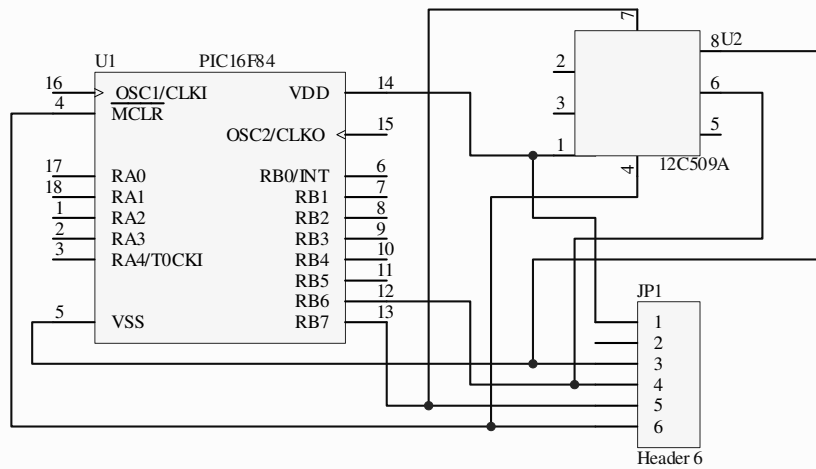 U1 PIC16F84
16 OSC1/CLKI
4 MCLR
VDD 14
OSC2/CLKO 15
17 RA0
18 RA1
1 RA2
2 RA3
3 RA4/T0CKI
RB0/INT 6
RB1 7
RB2 8
RB3 9
RB4 10
RB5 11
RB6 12
RB7 13
5 VSS
7
8 U2
2
6
3
5
1
4
12C509A
JP1
1
2
3
4
5
6
Header 6